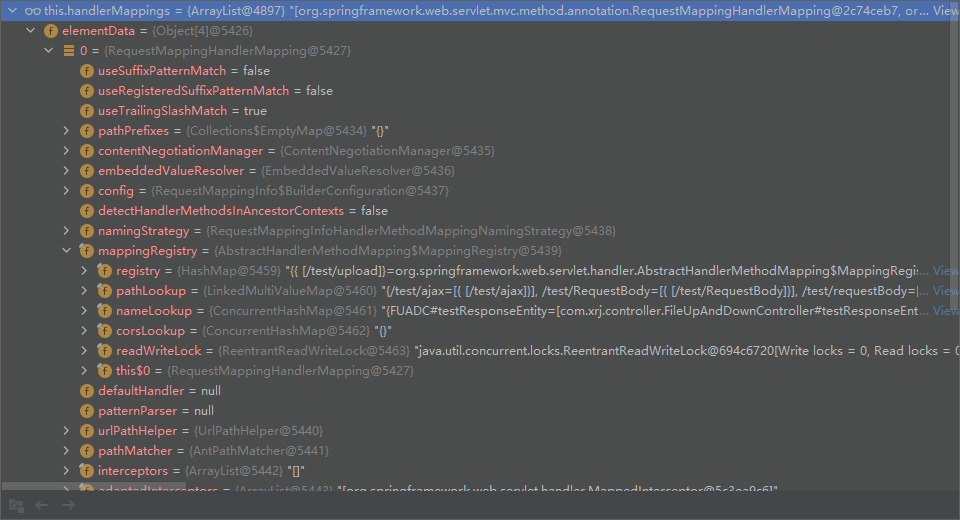 this.handlerMappings = {ArrayList@4897} "[org.springframework.web.servlet.mvc.method.annotation.RequestMappingHandlerMapping@2c74ceb7, or... View
elementData = {Object[4]@5426}
0 = {RequestMappingHandlerMapping@5427}
useSuffixPatternMatch = false
useRegisteredSuffixPatternMatch = false
useTrailingSlashMatch = true
pathPrefixes = {Collections$EmptyMap@5434} "{}"
contentNegotiationManager = {ContentNegotiationManager@5435}
embeddedValueResolver = {EmbeddedValueResolver@5436}
config = {RequestMappingInfo$BuilderConfiguration@5437}
detectHandlerMethodsInAncestorContexts = false
namingStrategy = {RequestMappingInfoHandlerMethodMappingNamingStrategy@5438}
mappingRegistry = {AbstractHandlerMethodMapping$MappingRegistry@5439}
registry = {HashMap@5459} "{{ [/test/upload]}=org.springframework.web.servlet.handler.AbstractHandlerMethodMapping$MappingRegis... View
pathLookup = {LinkedMultiValueMap@5460} "{/test/ajax=[{ [/test/ajax]}], /test/RequestBody=[{ [/test/RequestBody]}], /test/requestBody=[... View
nameLookup = {ConcurrentHashMap@5461} "{FUADC#testResponseEntity=[com.xrj.controller.FileUpAndDownController#testResponseEnt... View
corsLookup = {ConcurrentHashMap@5462} "{}"
readWriteLock = {ReentrantReadWriteLock@5463} "java.util.concurrent.locks.ReentrantReadWriteLock@694c6720[Write locks = 0, Read locks = 0
this$0 = {RequestMappingHandlerMapping@5427}
defaultHandler = null
patternParser = null
urlPathHelper = {UrlPathHelper@5440}
pathMatcher = {AntPathMatcher@5441}
interceptors = {ArrayList@5442} "[]"
adaptedInterceptors = {ArrayList@5443} "[org.springframework.web.servlet.handler.MappedInterceptor@5c3ea9c6]"